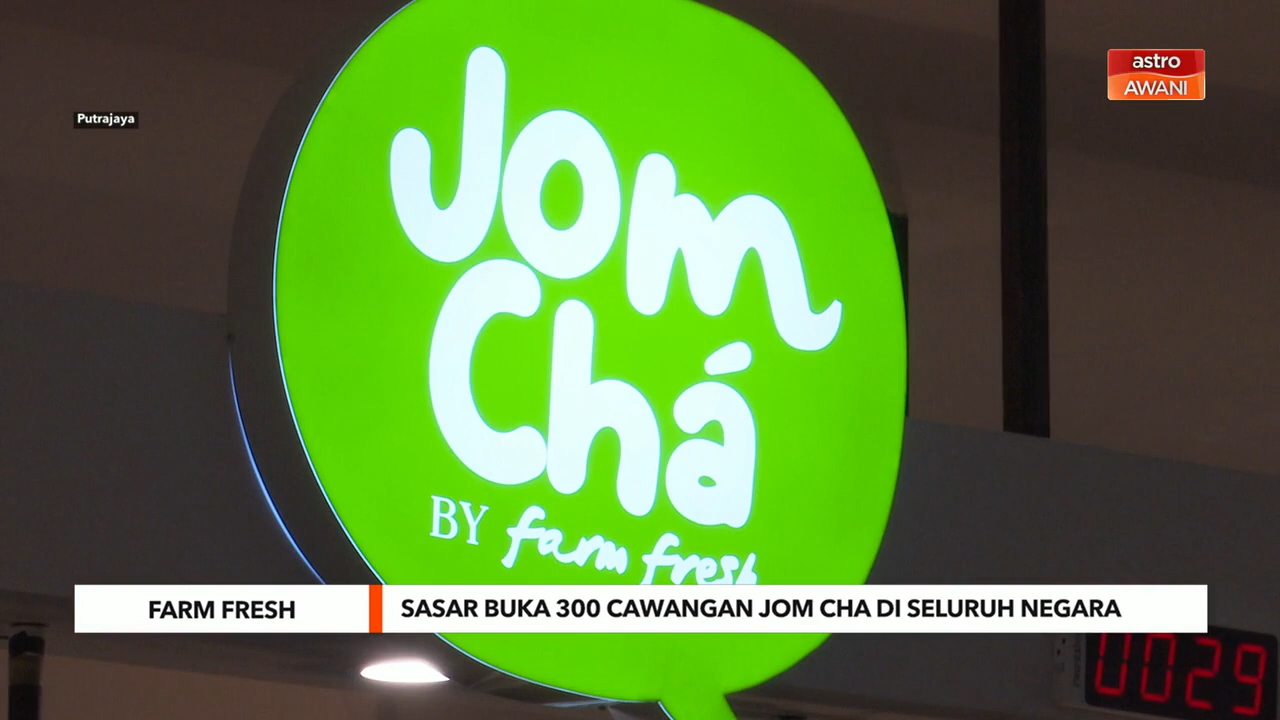 astro
AWANI
Putrajaya
Jom
Chá
BY farm fresh
FARM FRESH
SASAR BUKA 300 CAWANGAN JOM CHA DI SELURUH NEGARA
0029